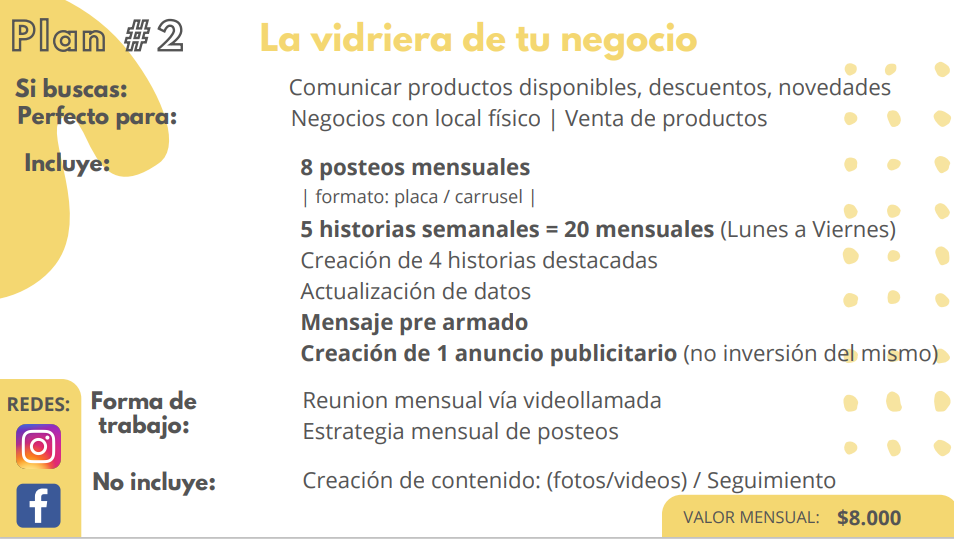 Plan #2
La vidriera de tu negocio
Si buscas:
Comunicar productos disponibles, descuentos, novedades
Perfecto para:
Negocios con local físico | Venta de productos
Incluye:
8 posteos mensuales
| formato: placa / carrusel |
5 historias semanales = 20 mensuales (Lunes a Viernes)
Creación de 4 historias destacadas
Actualización de datos
Mensaje pre armado
Creación de 1 anuncio publicitario (no inversión del mismo)
REDES:
Forma de
trabajo:
Reunion mensual vía videollamada
Estrategia mensual de posteos
No incluye:
Creación de contenido: (fotos/videos) / Seguimiento
VALOR MENSUAL: $8.000